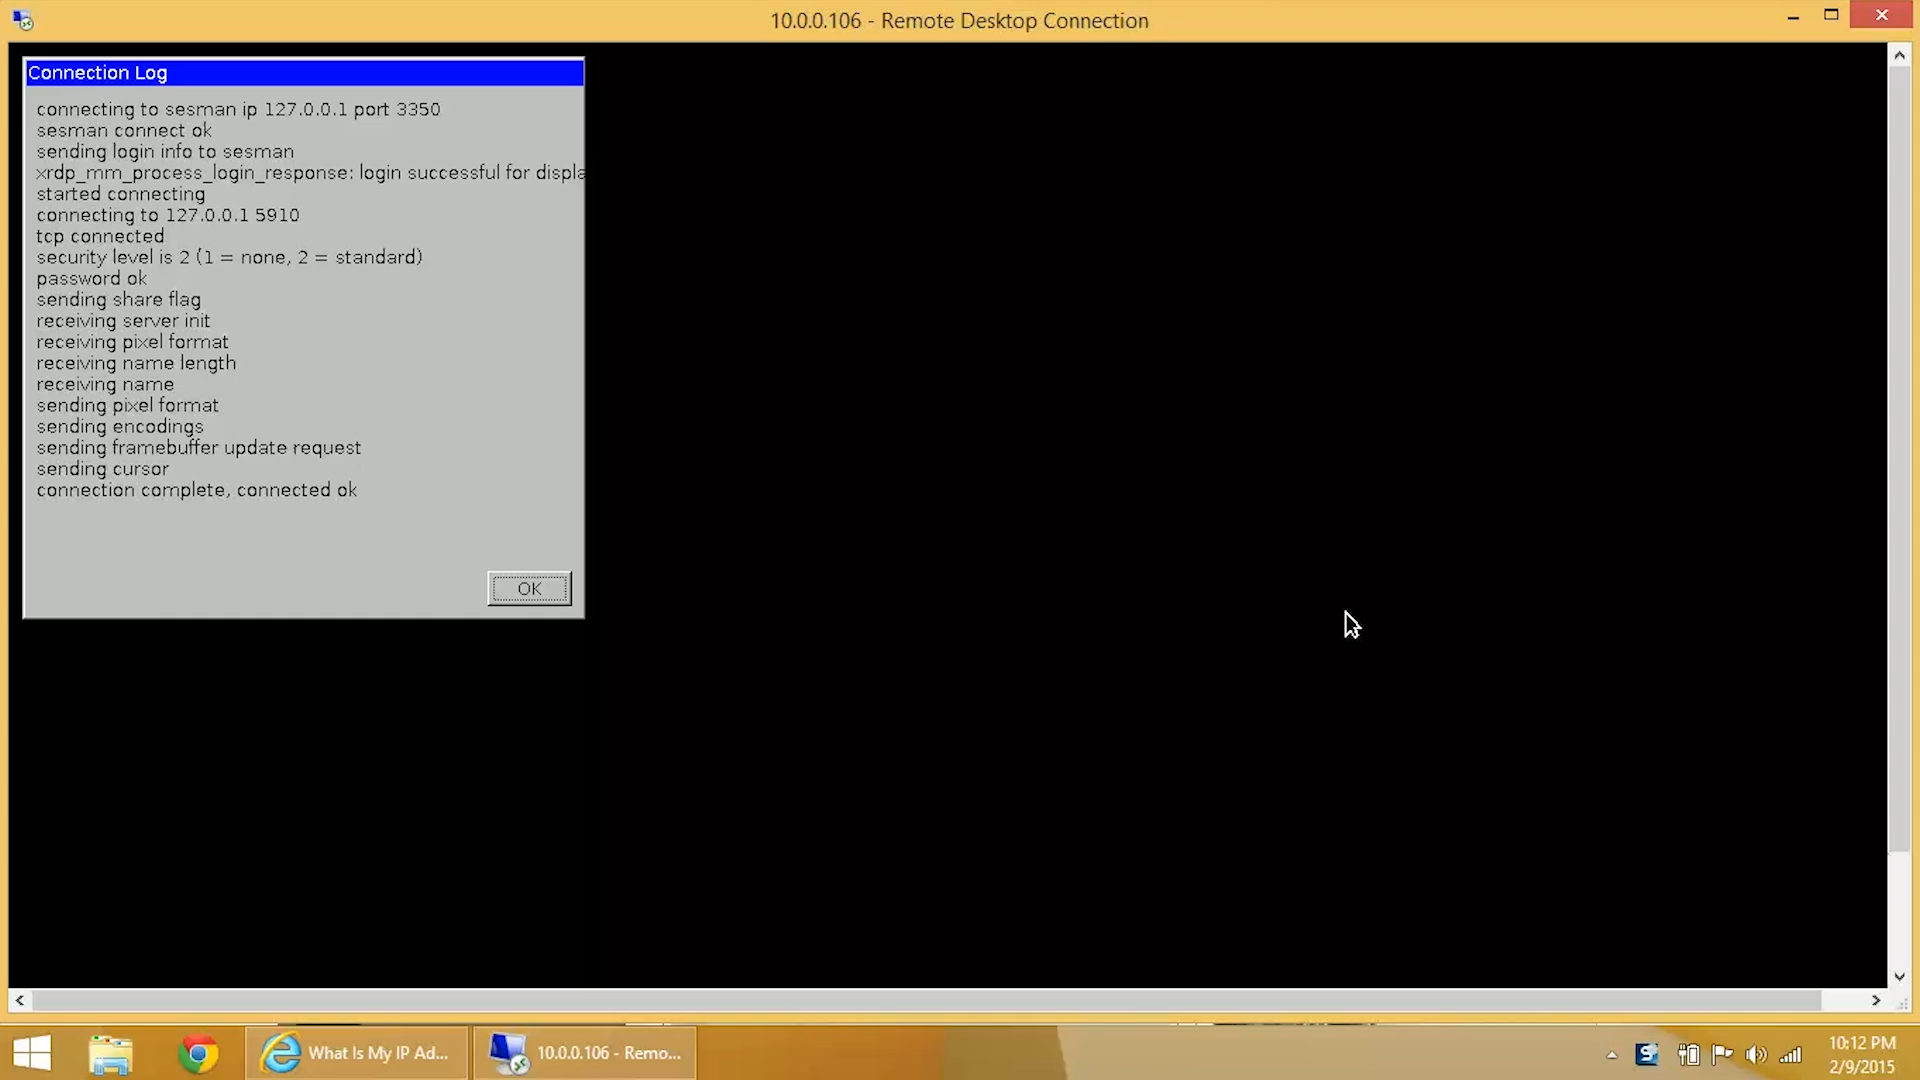 10.0.0.106 - Remote Desktop Connection
Connection Log
connecting to sesman ip 127.0.0.1 port 3350
sesman connect ok
sending login info to sesman
xrdp_mm_process_login_response: login successful for displa
started connecting
connecting to 127.0.0.1 5910
tcp connected
security level is 2 (1 = none, 2 = standard)
password ok
sending share flag
receiving server init
receiving pixel format
receiving name length
receiving name
sending pixel format
sending encodings
sending framebuffer update request
sending cursor
connection complete, connected ok
OK
What Is My IP Ad...
10.0.0.106 - Remo...
10:12 PM
2/9/2015